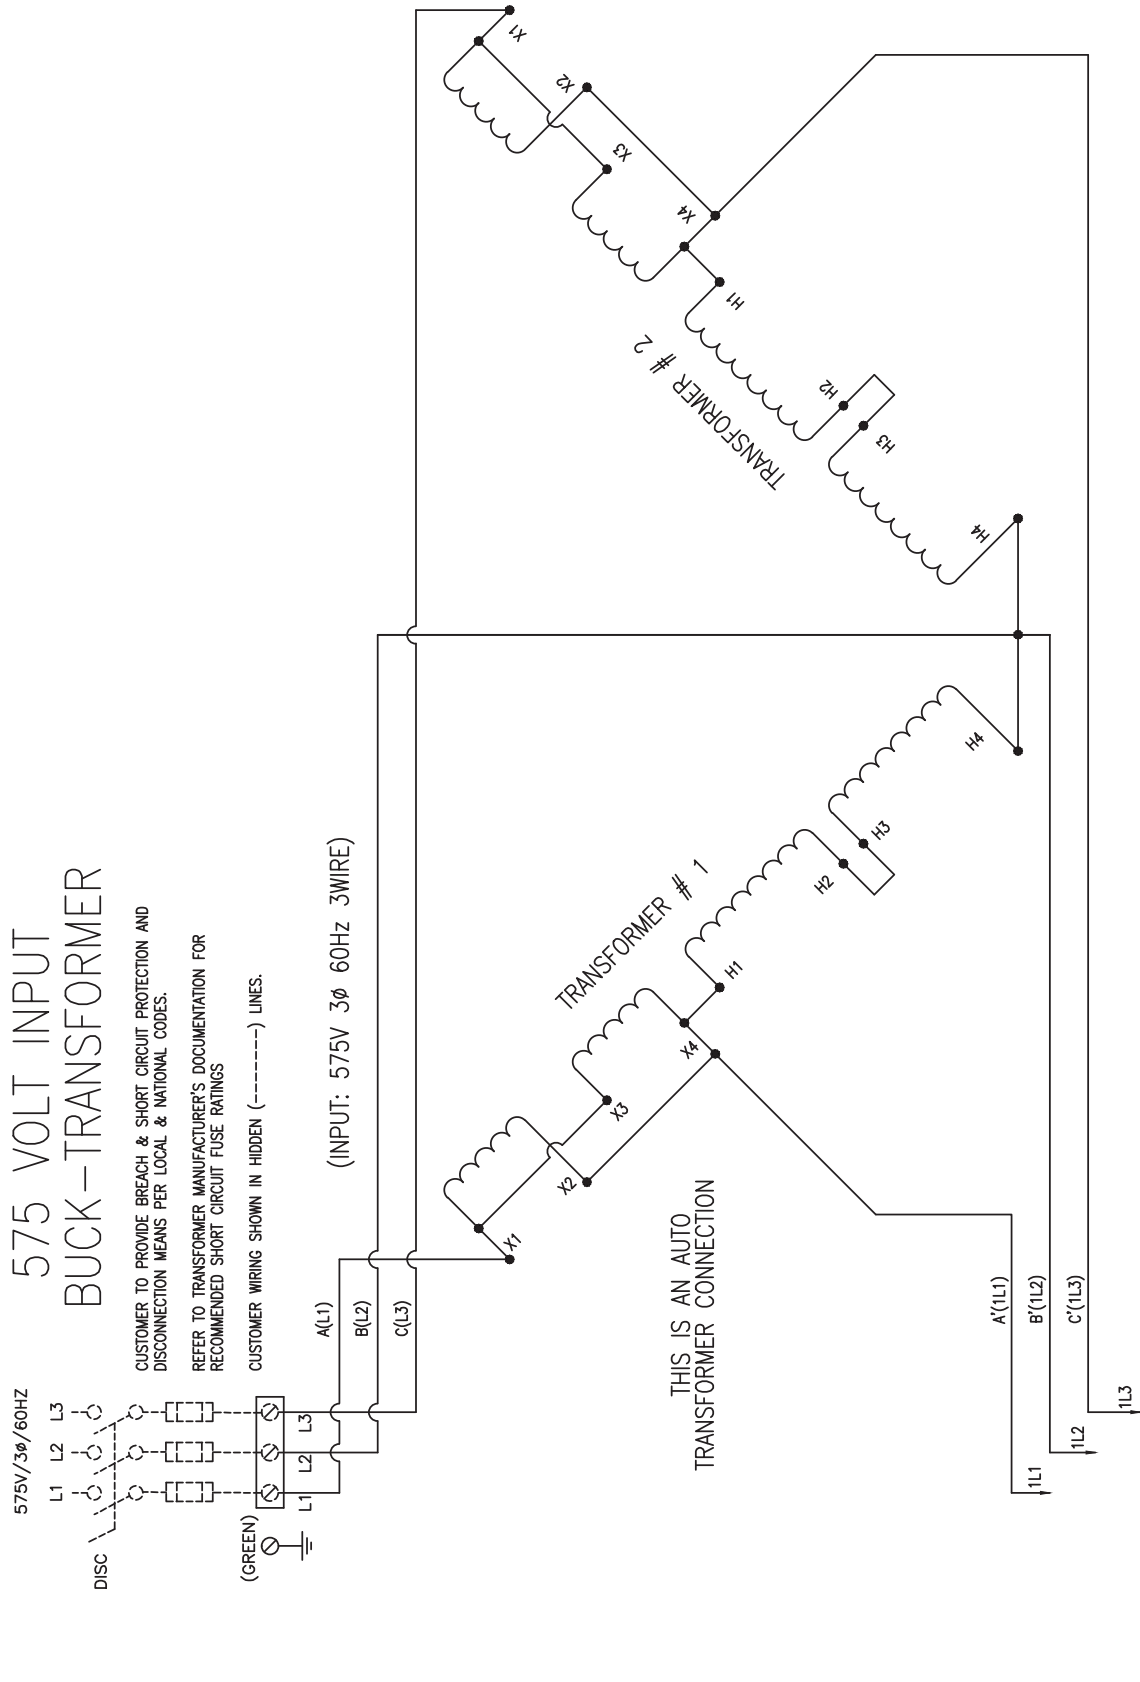 575 VOLT INPUT
BUCK-TRANSFORMER
CUSTOMER TO PROVIDE BREACH & SHORT CIRCUIT PROTECTION AND
DISCONNECTION MEANS PER LOCAL & NATIONAL CODES.
REFER TO TRANSFORMER MANUFACTURER'S DOCUMENTATION FOR
RECOMMENDED SHORT CIRCUIT FUSE RATINGS
CUSTOMER WIRING SHOWN IN HIDDEN (-------) LINES.
575V/3ø/60HZ
L1 L2 L3
DISC
(GREEN)
L1 L2 L3
A(L1)
B(L2)
C(L3)
(INPUT: 575V 3ø 60Hz 3WIRE)
X1
X2
X3
X4
H1
H2
H3
H4
TRANSFORMER # 1
X1
X2
X3
X4
H1
H2
H3
H4
TRANSFORMER # 2
THIS IS AN AUTO
TRANSFORMER CONNECTION
A'(1L1)
B'(1L2)
C'(1L3)
1L1
1L2
1L3